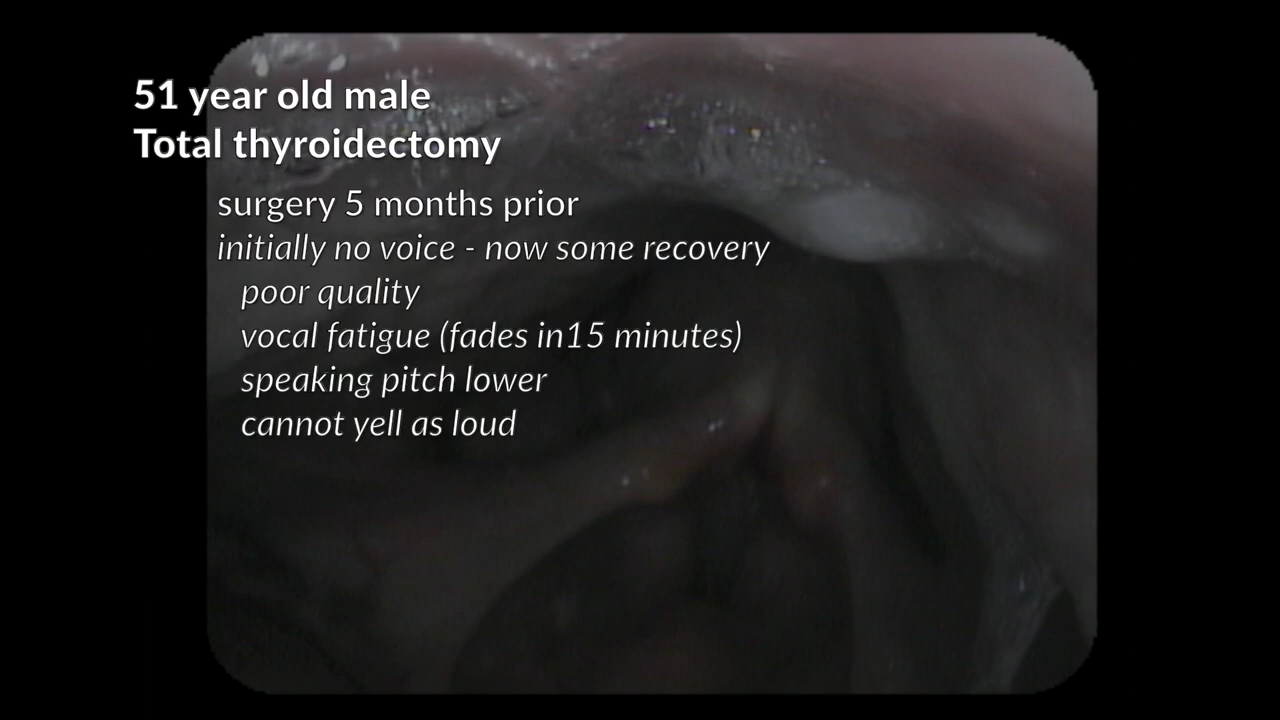 51 year old male
Total thyroidectomy
surgery 5 months prior
initially no voice - now some recovery
poor quality
vocal fatigue (fades in15 minutes)
speaking pitch lower
cannot yell as loud